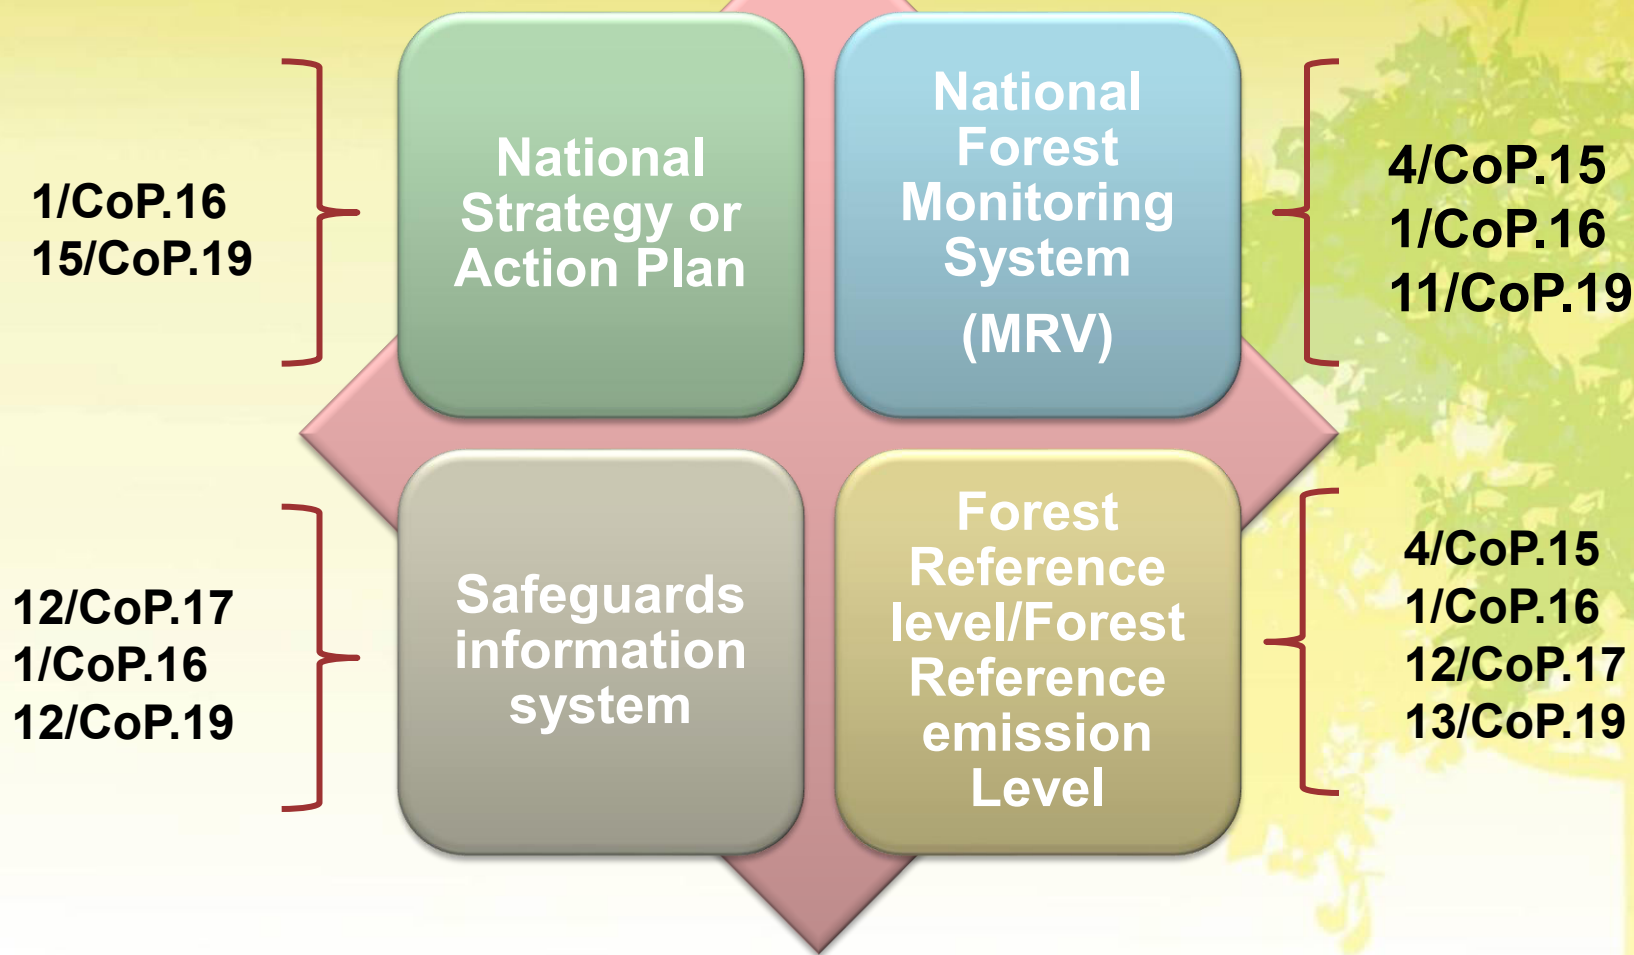 1/CoP.16
15/CoP.19
National
Strategy or
Action Plan
National
Forest
Monitoring
System
(MRV)
4/CoP.15
1/CoP.16
11/CoP.19
12/CoP.17
1/CoP.16
12/CoP.19
Safeguards
information
system
Forest
Reference
level/Forest
Reference
emission
Level
4/CoP.15
1/CoP.16
12/CoP.17
13/CoP.19